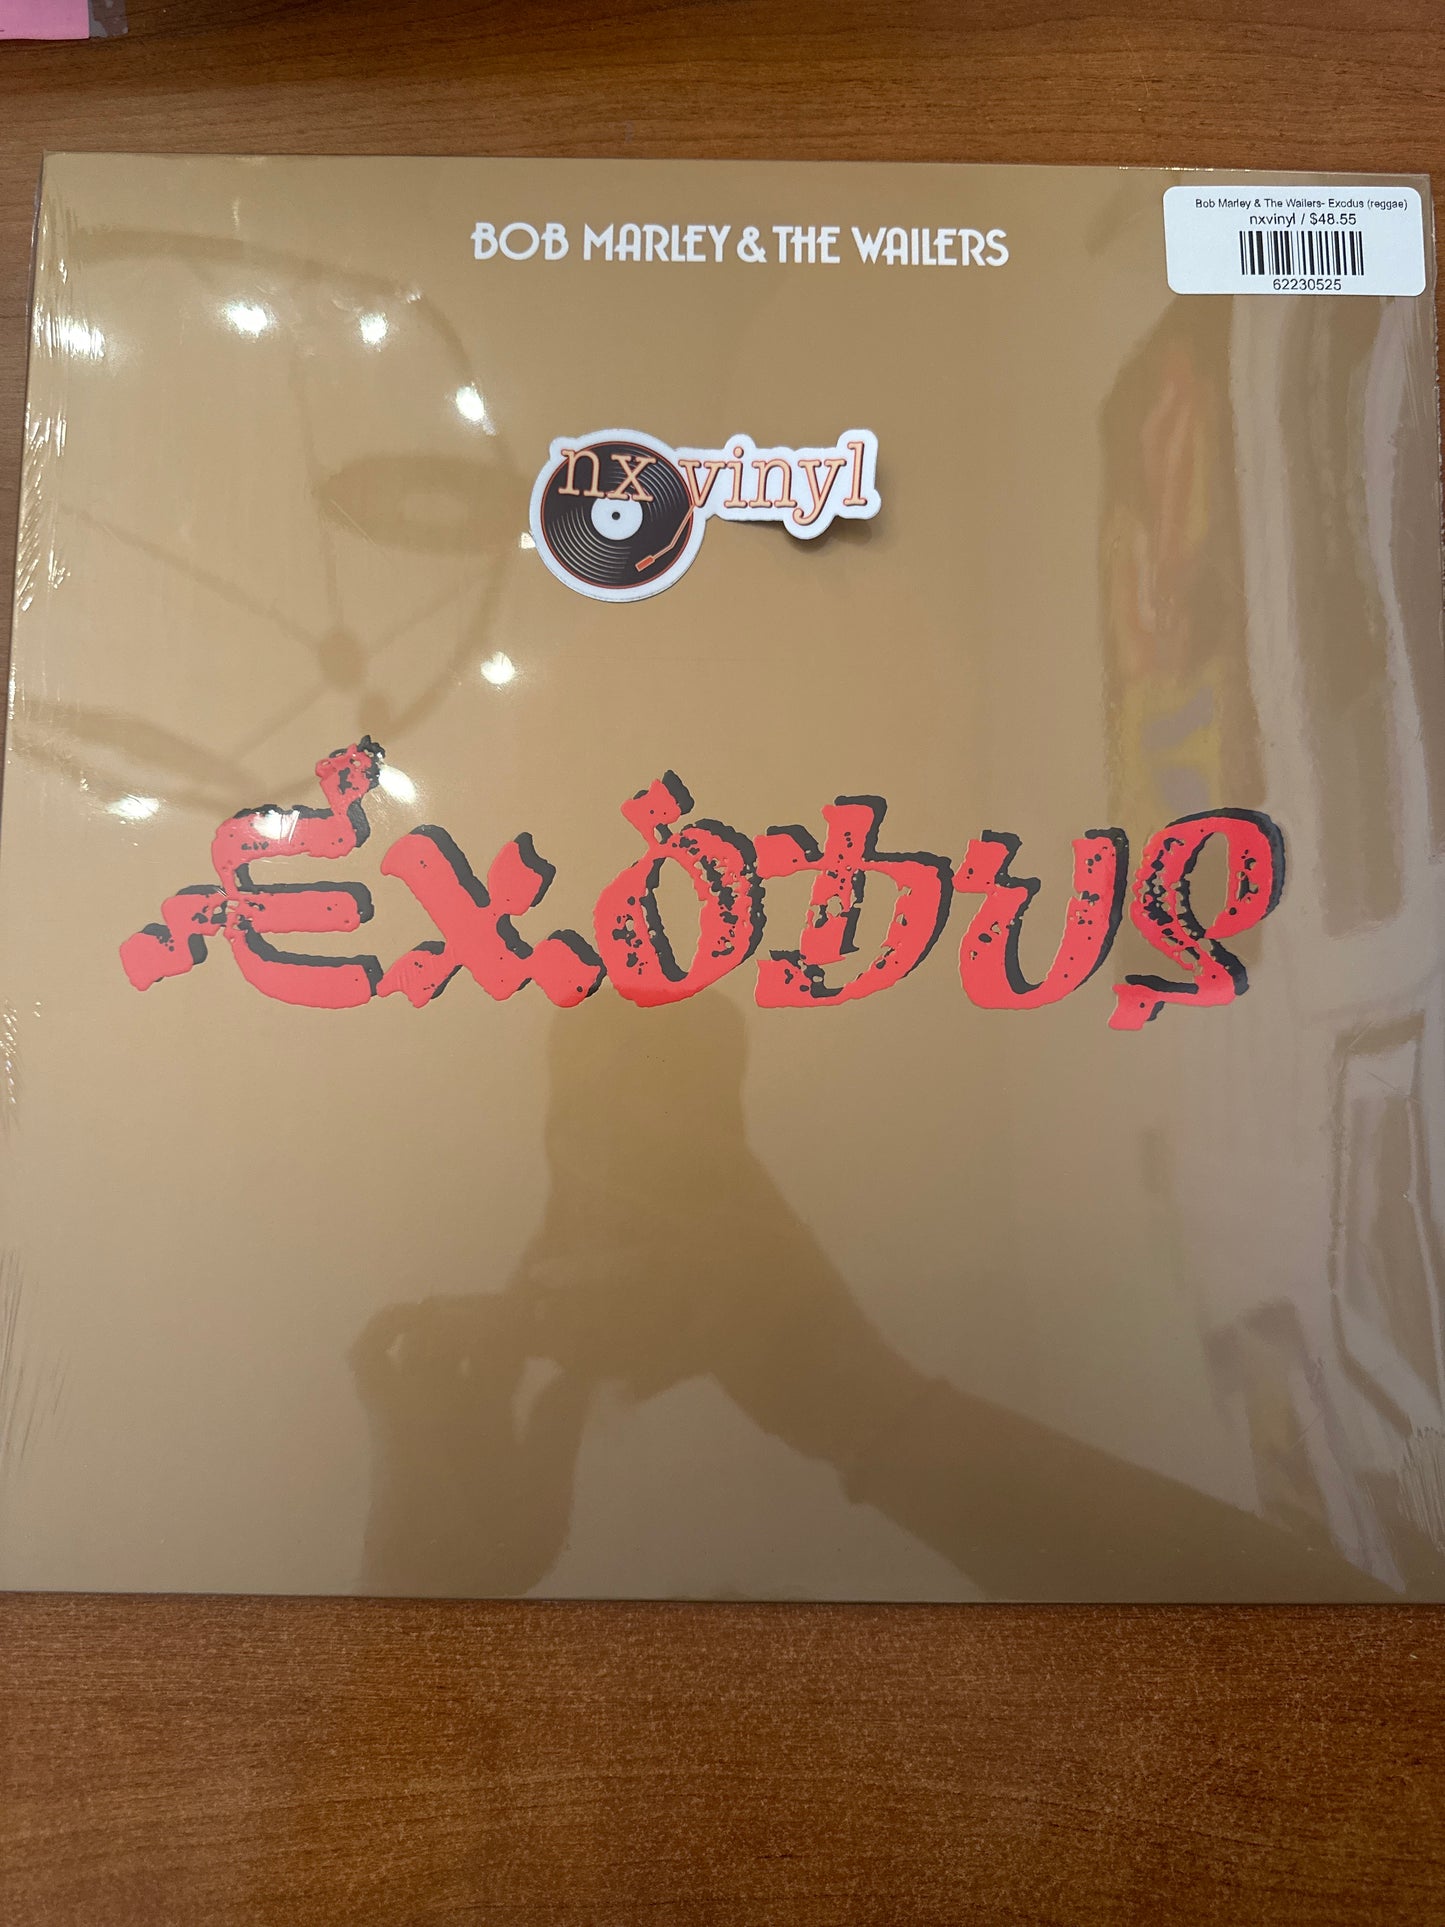 Bob Marley & The Wailers- Exodus (reggae)
nxvinyl / $48.55
62230525
BOB MARLEY & THE WAILERS
nx vinyl
Exodus